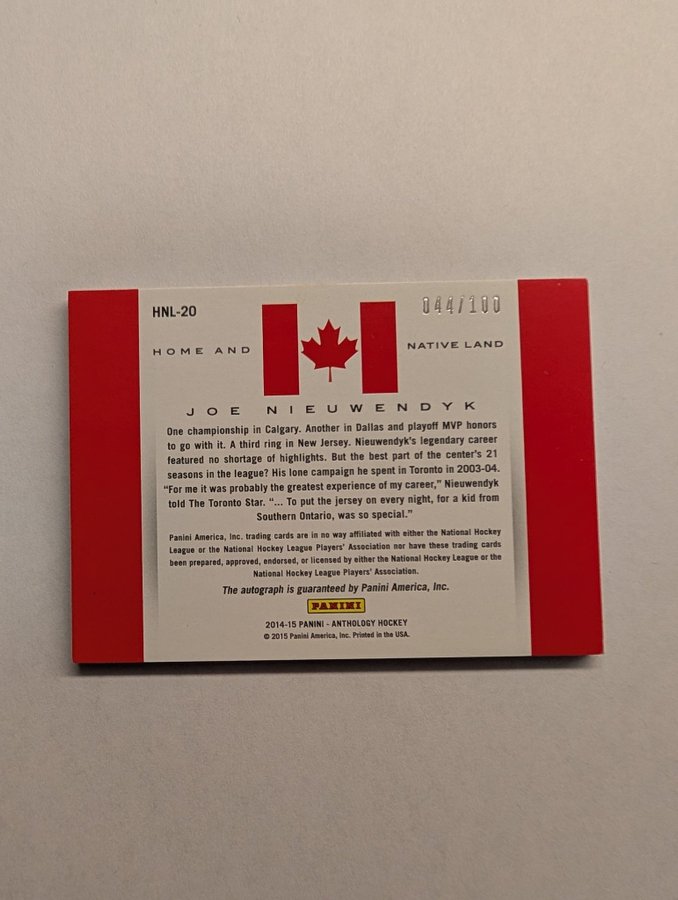 HNL-20
044/100
HOME AND
NATIVE LAND
JOE NIEUWENDYK
One championship in Calgary. Another in Dallas and playoff MVP honors
to go with it. A third ring in New Jersey. Nieuwendyk's legendary career
featured no shortage of highlights. But the best part of the center's 21
seasons in the league? His lone campaign he spent in Toronto in 2003-04.
"For me it was probably the greatest experience of my career," Nieuwendyk
told The Toronto Star. "... To put the jersey on every night, for a kid from
Southern Ontario, was so special."
Panini America, Inc. trading cards are in no way affiliated with either the National Hockey
League or the National Hockey League Players' Association nor have these trading cards
been prepared, approved, endorsed, or licensed by either the National Hockey League or the
National Hockey League Players' Association.
The autograph is guaranteed by Panini America, Inc.
PANINI
2014-15 PANINI - ANTHOLOGY HOCKEY
© 2015 Panini America, Inc. Printed in the USA.